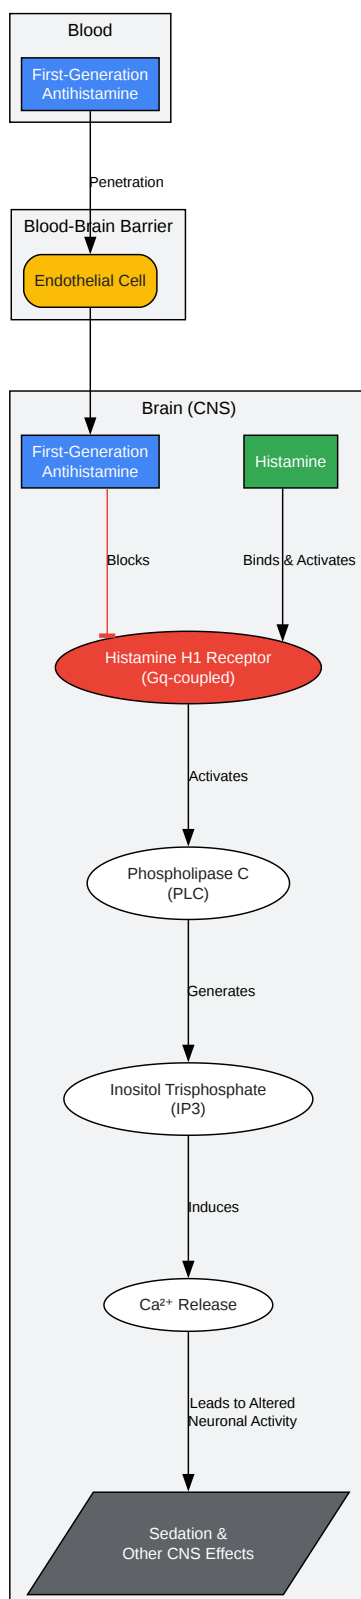 Blood
First-Generation
Antihistamine
Penetration
Blood-Brain Barrier
Endothelial Cell
Brain (CNS)
First-Generation
Antihistamine
Histamine
Blocks
Binds & Activates
Histamine H1 Receptor
(Gq-coupled)
Activates
Phospholipase C
(PLC)
Generates
Inositol Trisphosphate
(IP3)
Induces
Ca²⁺ Release
Leads to Altered
Neuronal Activity
Sedation &
Other CNS Effects